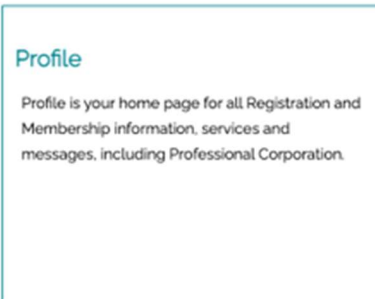 Profile
Profile is your home page for all Registration and
Membership information, services and
messages, including Professional Corporation.